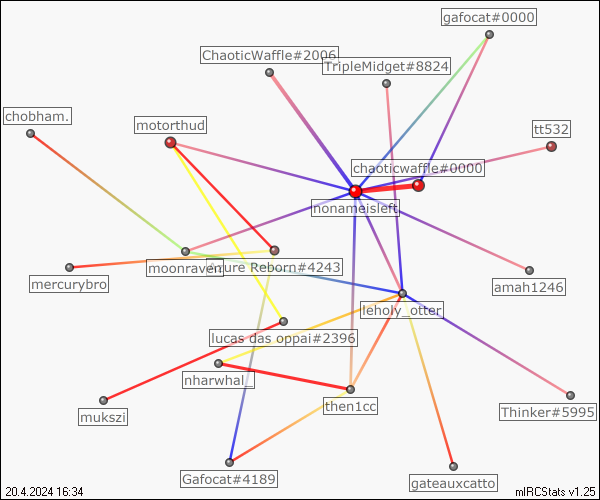 gafocat#0000
ChaoticWaffle#2006
TripleMidget#8824
chobham.
motorthud
tt532
chaoticwaffle#0000
nonameisleft
moonraven
Azure Reborn#4243
mercurybro
amah1246
leholy_otter
lucas das oppai#2396
nharwhal_
then1cc
mukszi
Thinker#5995
Gafocat#4189
gateauxcatto
20.4.2024 16:34
mIRCStats v1.25